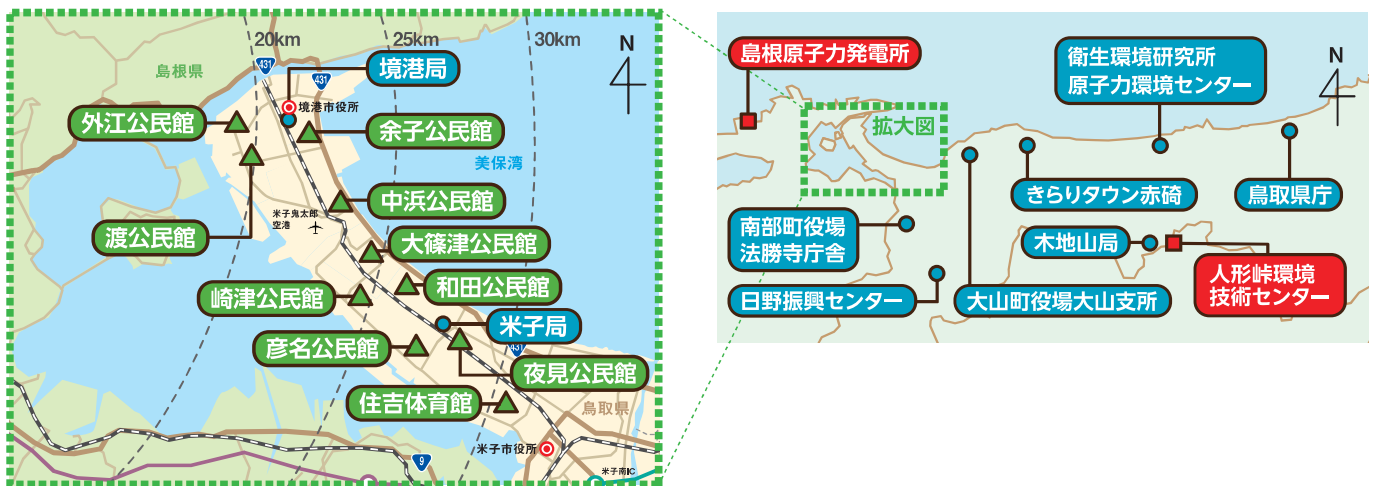 20km
25km
30km
N
島根県
431
境港局
431
境港市役所
外江公民館
余子公民館
美保湾
中浜公民館
米子鬼太郎
空港
渡公民館
大篠津公民館
崎津公民館
和田公民館
米子局
彦名公民館
431
夜見公民館
住吉体育館
鳥取県
米子市役所
9
米子南IC
島根原子力発電所
衛生環境研究所
原子力環境センター
N
拡大図
きらりタウン赤碕
鳥取県庁
南部町役場
法勝寺庁舎
木地山局
人形峠環境
技術センター
日野振興センター
大山町役場大山支所